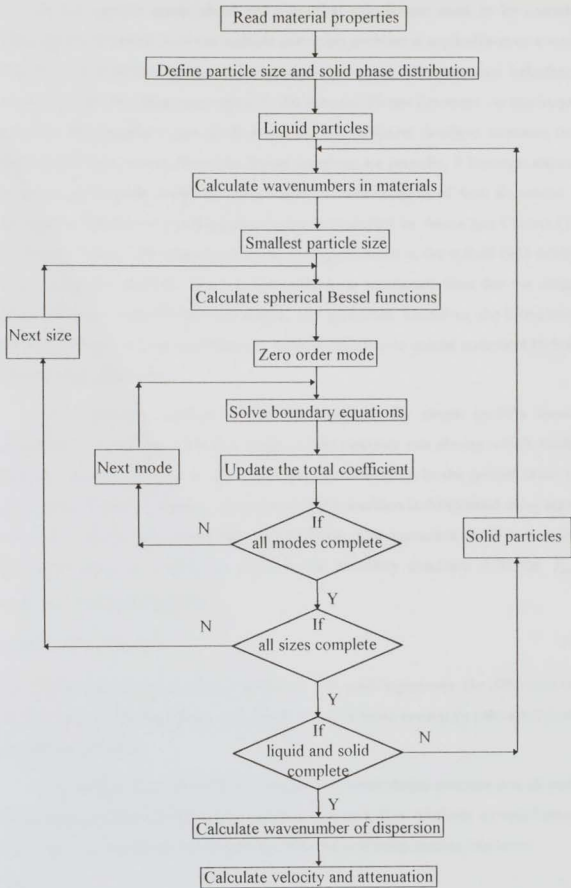 Read material properties
Define particle size and solid phase distribution
Liquid particles
Calculate wavenumbers in materials
Smallest particle size
Calculate spherical Bessel functions
Next size
Zero order mode
Solve boundary equations
Next mode
Update the total coefficient
N
If
all modes complete
Solid particles
Y
N
If
all sizes complete
Y
If
liquid and solid
complete
N
Y
Calculate wavenumber of dispersion
Calculate velocity and attenuation